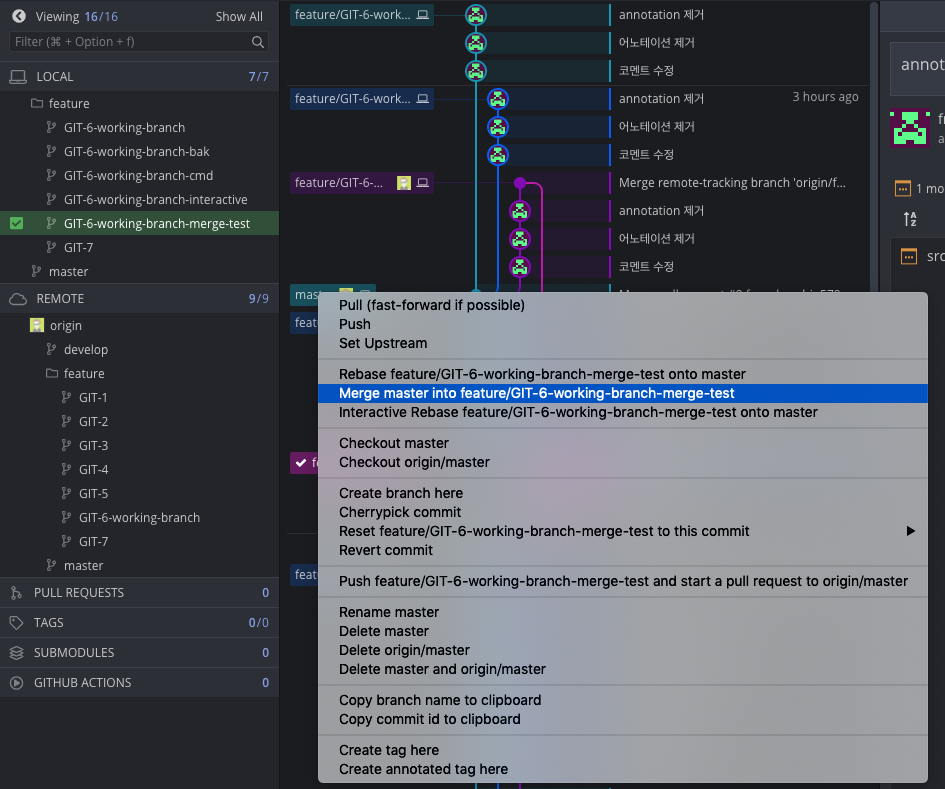 Viewing 16/16 Show All
Filter (⌘ + Option + f)
LOCAL 7/7
feature
GIT-6-working-branch
GIT-6-working-branch-bak
GIT-6-working-branch-cmd
GIT-6-working-branch-interactive
GIT-6-working-branch-merge-test
GIT-7
master
REMOTE 9/9
origin
develop
feature
GIT-1
GIT-2
GIT-3
GIT-4
GIT-5
GIT-6-working-branch
GIT-7
master
PULL REQUESTS 0
TAGS 0/0
SUBMODULES 0
GITHUB ACTIONS 0
feature/GIT-6-work... annotation 제거
어노테이션 제거
코멘트 수정
feature/GIT-6-work... annotation 제거 3 hours ago
어노테이션 제거
코멘트 수정
feature/GIT-6-... Merge remote-tracking branch 'origin/f...
annotation 제거
어노테이션 제거
코멘트 수정
mast
feat
Pull (fast-forward if possible)
Push
Set Upstream
Rebase feature/GIT-6-working-branch-merge-test onto master
Merge master into feature/GIT-6-working-branch-merge-test
Interactive Rebase feature/GIT-6-working-branch-merge-test onto master
Checkout master
Checkout origin/master
Create branch here
Cherrypick commit
Reset feature/GIT-6-working-branch-merge-test to this commit
Revert commit
Push feature/GIT-6-working-branch-merge-test and start a pull request to origin/master
Rename master
Delete master
Delete origin/master
Delete master and origin/master
Copy branch name to clipboard
Copy commit id to clipboard
Create tag here
Create annotated tag here
fe
feat
annot
1 mo
src